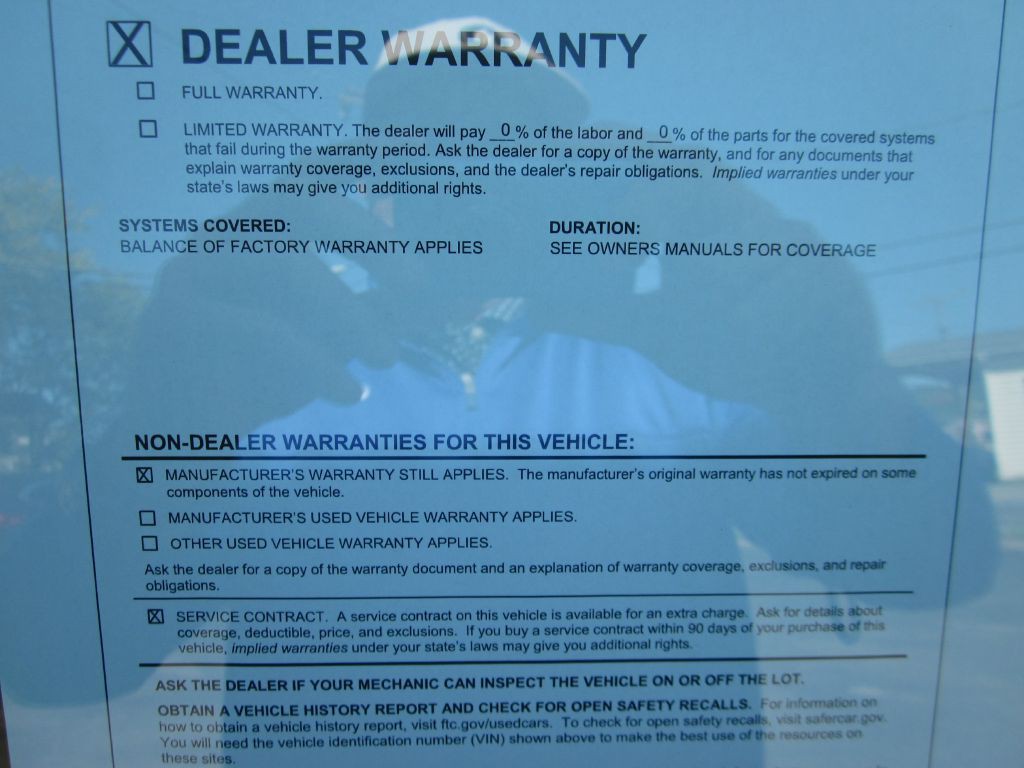 X DEALER WARRANTY
FULL WARRANTY.
LIMITED WARRANTY. The dealer will pay 0 % of the labor and 0 % of the parts for the covered systems
that fail during the warranty period. Ask the dealer for a copy of the warranty, and for any documents that
explain warranty coverage, exclusions, and the dealer's repair obligations. Implied warranties under your
state's laws may give you additional rights.
SYSTEMS COVERED: DURATION:
BALANCE OF FACTORY WARRANTY APPLIES SEE OWNERS MANUALS FOR COVERAGE
NON-DEALER WARRANTIES FOR THIS VEHICLE:
X MANUFACTURER'S WARRANTY STILL APPLIES. The manufacturer's original warranty has not expired on some
components of the vehicle.
MANUFACTURER'S USED VEHICLE WARRANTY APPLIES.
OTHER USED VEHICLE WARRANTY APPLIES.
Ask the dealer for a copy of the warranty document and an explanation of warranty coverage, exclusions, and repair
obligations.
X SERVICE CONTRACT. A service contract on this vehicle is available for an extra charge. Ask for details about
coverage, deductible, price, and exclusions. If you buy a service contract within 90 days of your purchase of this
vehicle, implied warranties under your state's laws may give you additional rights.
ASK THE DEALER IF YOUR MECHANIC CAN INSPECT THE VEHICLE ON OR OFF THE LOT.
OBTAIN A VEHICLE HISTORY REPORT AND CHECK FOR OPEN SAFETY RECALLS. For information on
how to obtain a vehicle history report, visit ftc.gov/usedcars. To check for open safety recalls, visit safercar.gov.
You will need the vehicle identification number (VIN) shown above to make the best use of the resources on
these sites.